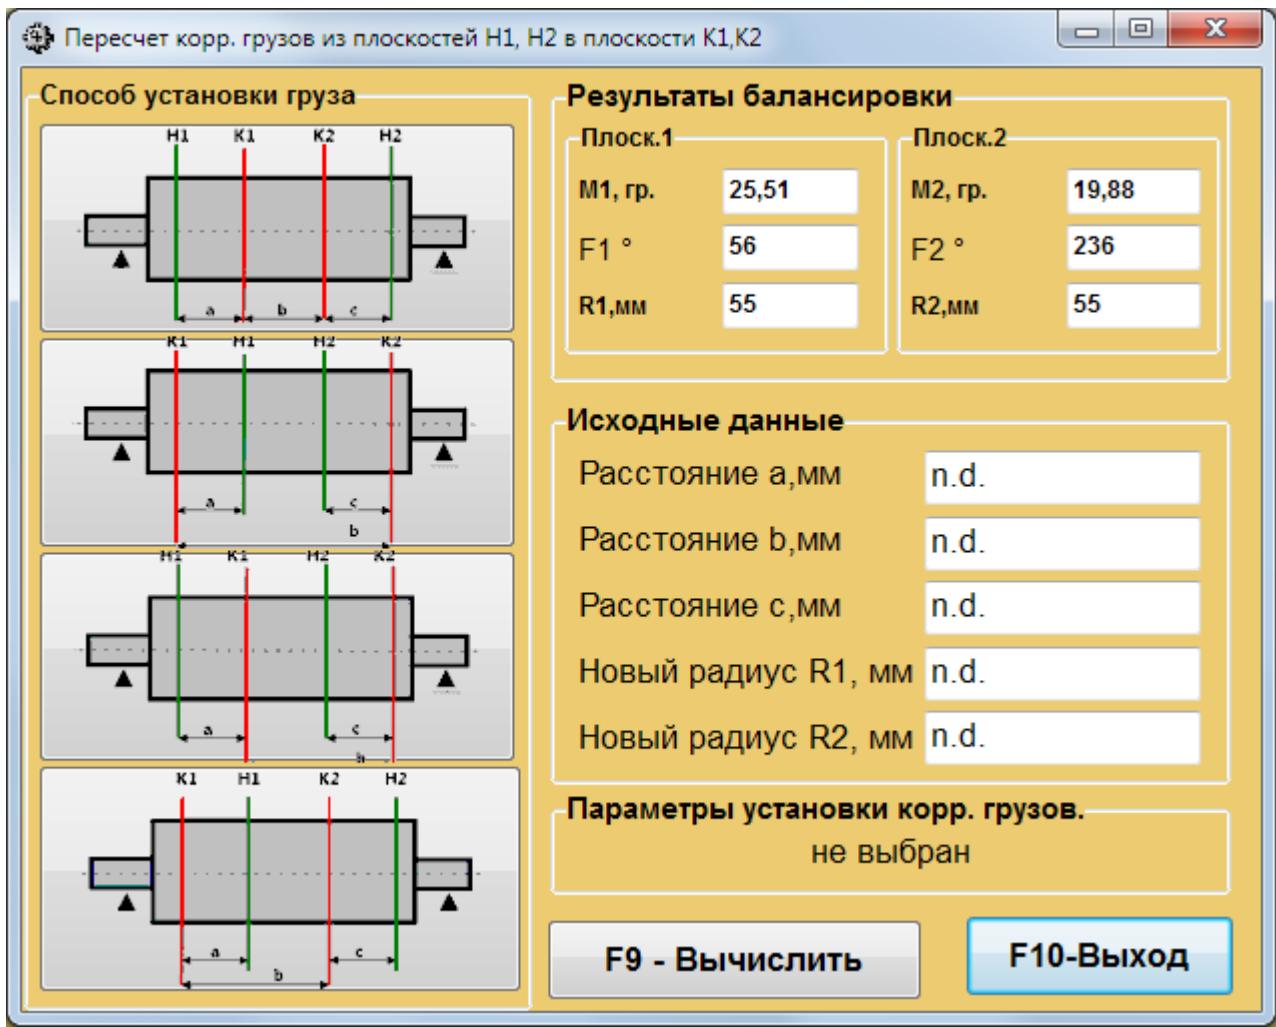 Пересчет корр. грузов из плоскостей Н1, Н2 в плоскости К1,К2
Способ установки груза
Н1 К1 К2 Н2
a b c
К1 Н1 Н2 К2
a c
b
Н1 К1 Н2 К2
a c
b
К1 Н1 К2 Н2
a c
b
Результаты балансировки
Плоск.1
М1, гр. 25,51
F1 ° 56
R1,мм 55
Плоск.2
М2, гр. 19,88
F2 ° 236
R2,мм 55
Исходные данные
Расстояние a,мм n.d.
Расстояние b,мм n.d.
Расстояние c,мм n.d.
Новый радиус R1, мм n.d.
Новый радиус R2, мм n.d.
Параметры установки корр. грузов.
не выбран
F9 - Вычислить
F10-Выход